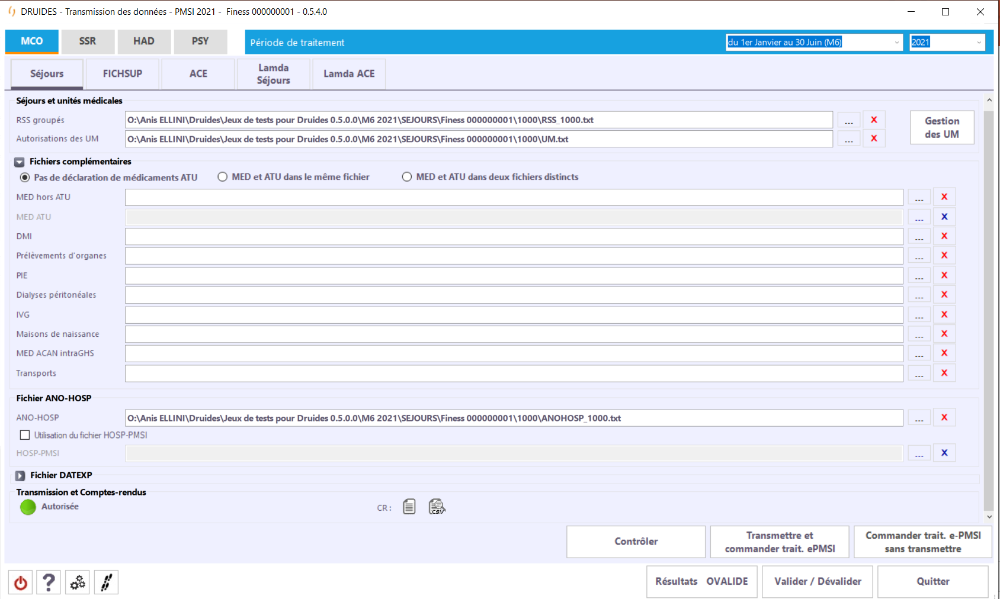 DRUIDES - Transmission des données - PMSI 2021 - Finess 000000001 - 0.5.4.0
MCO SSR HAD PSY Période de traitement du 1er Janvier au 30 Juin (M6) 2021
Séjours FICHSUP ACE Lamda Séjours Lamda ACE
Séjours et unités médicales
RSS groupés O:\Anis ELLINI\Druides\Jeux de tests pour Druides 0.5.0.0\M6 2021\SEJOURS\Finess 000000001\1000\RSS_1000.txt ... X
Autorisations des UM O:\Anis ELLINI\Druides\Jeux de tests pour Druides 0.5.0.0\M6 2021\SEJOURS\Finess 000000001\1000\UM.txt ... X
Gestion
des UM
Fichiers complémentaires
Pas de déclaration de médicaments ATU MED et ATU dans le même fichier MED et ATU dans deux fichiers distincts
MED hors ATU ... X
MED ATU ... X
DMI ... X
Prélèvements d'organes ... X
PIE ... X
Dialyses péritonéales ... X
IVG ... X
Maisons de naissance ... X
MED ACAN intraGHS ... X
Transports ... X
Fichier ANO-HOSP
ANO-HOSP O:\Anis ELLINI\Druides\Jeux de tests pour Druides 0.5.0.0\M6 2021\SEJOURS\Finess 000000001\1000\ANOHOSP_1000.txt ... X
Utilisation du fichier HOSP-PMSI
HOSP-PMSI ... X
Fichier DATEXP
Transmission et Comptes-rendus
Autorisée CR : CSV
Contrôler
Transmettre et
commander trait. ePMSI
Commander trait. e-PMSI
sans transmettre
? Résultats OVALIDE Valider / Dévalider Quitter